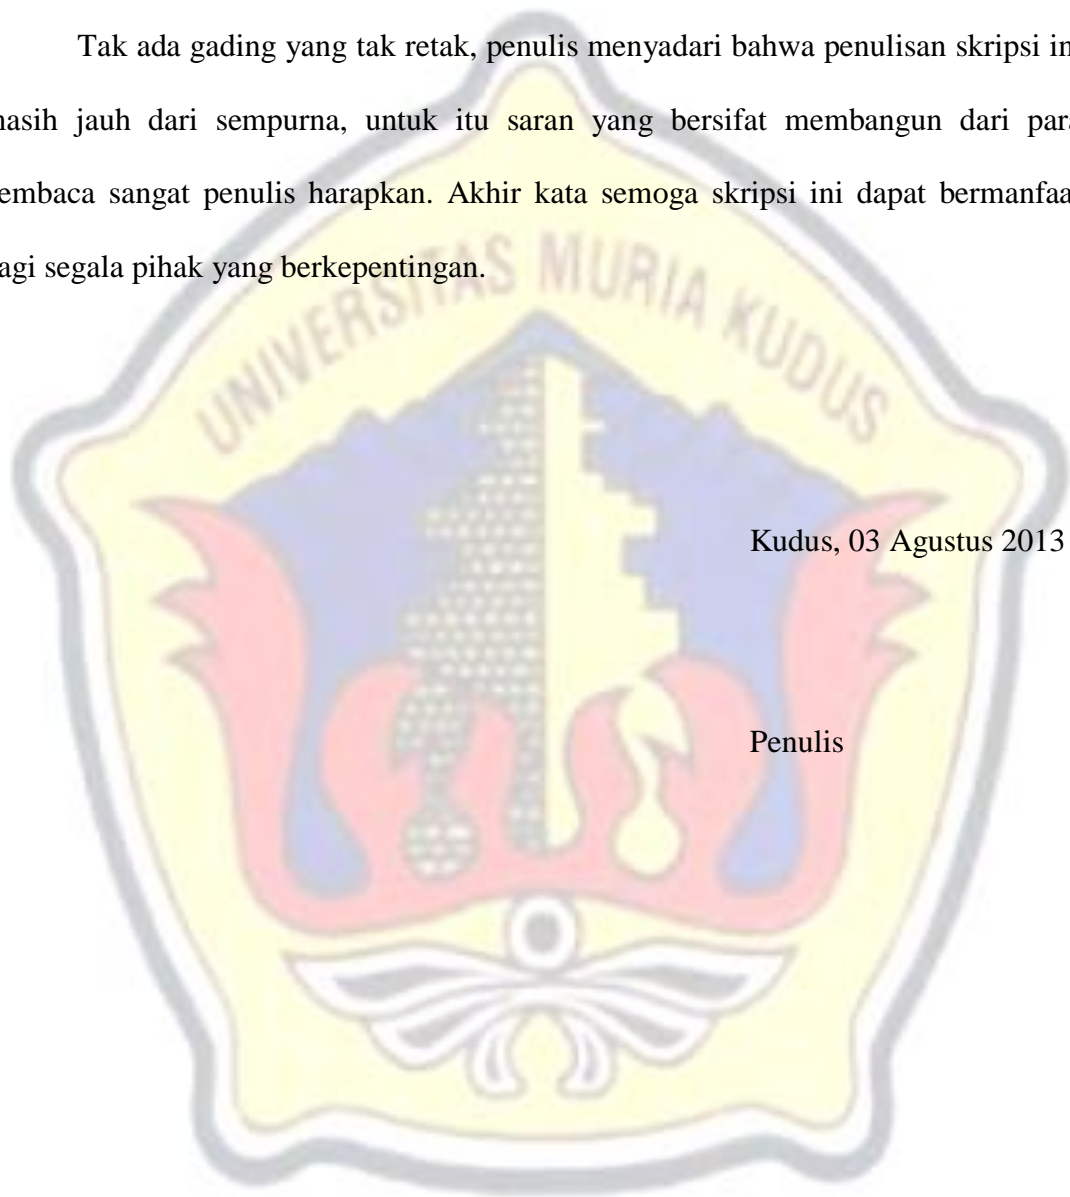 Tak ada gading yang tak retak, penulis menyadari bahwa penulisan skripsi in
nasih jauh dari sempurna, untuk itu saran yang bersifat membangun dari para
embaca sangat penulis harapkan. Akhir kata semoga skripsi ini dapat bermanfaa
agi segala pihak yang berkepentingan.
UNIVERSITAS MURIA KUDUS
Kudus, 03 Agustus 2013
Penulis